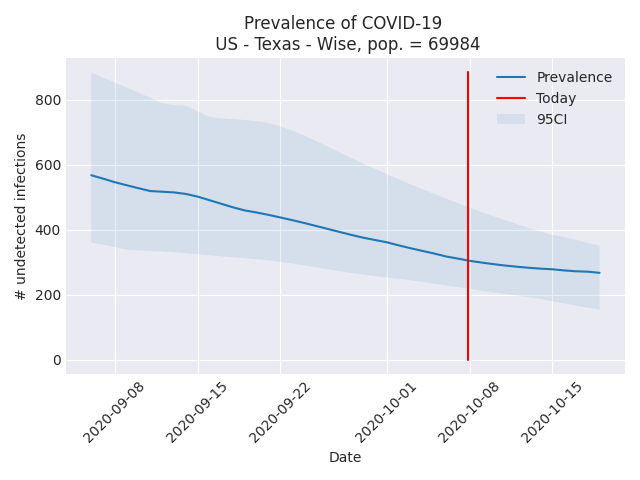 Prevalence of COVID-19
US - Texas - Wise, pop. = 69984
Prevalence
Today
95CI
# undetected infections
800
600
400
200
0
2020-09-08
2020-09-15
2020-09-22
2020-10-01
2020-10-08
2020-10-15
Date